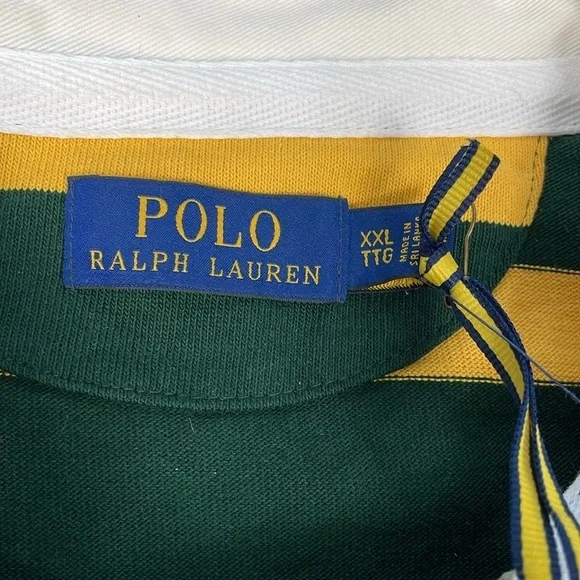 POLO
RALPH LAUREN
XXL
TTG
MADE IN
SRI LANKA